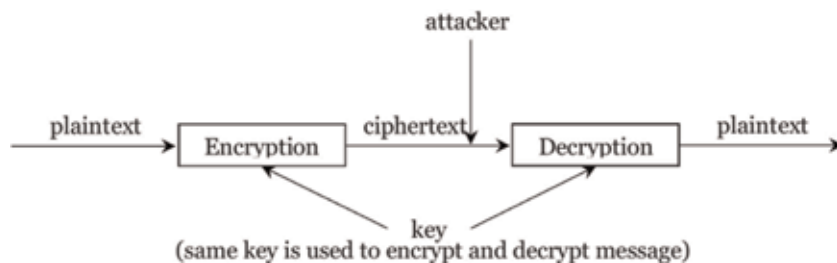 attacker
plaintext
ciphertext
plaintext
Encryption
Decryption
key
(same key is used to encrypt and decrypt message)